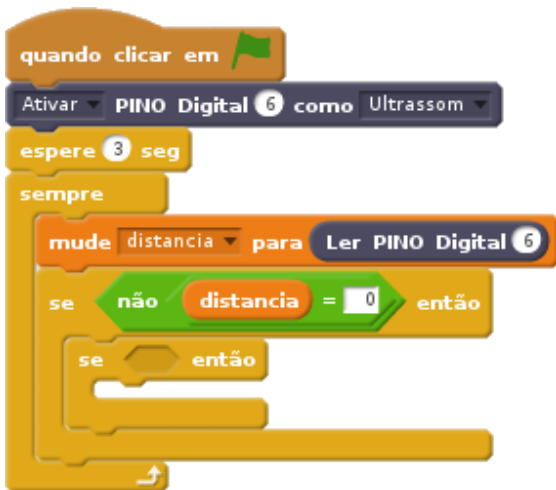 quando clicar em
Ativar PINO Digital 6 como Ultrassom
espere 3 seg
sempre
mude distancia para Ler PINO Digital 6
se não distancia = 0 então
se então